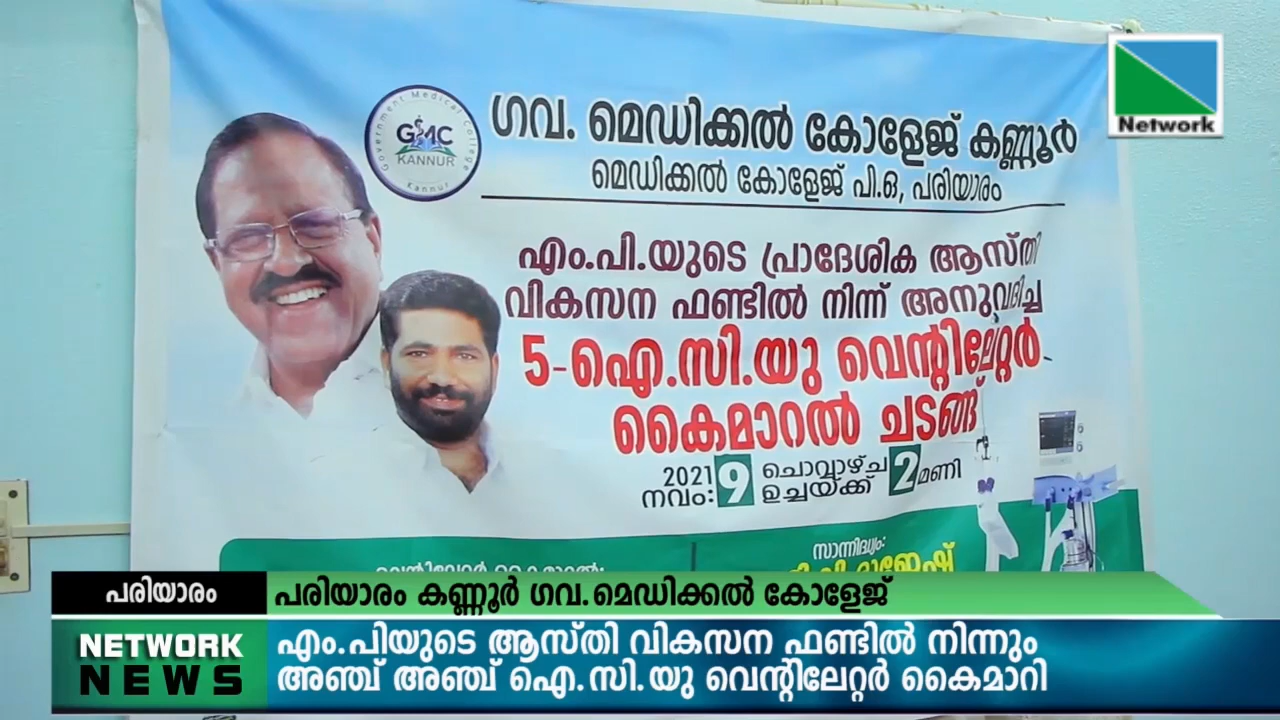 Network
Government Medical College
GMC
KANNUR
Kannur
ഗവ. മെഡിക്കൽ കോളേജ് കണ്ണൂർ
മെഡിക്കൽ കോളേജ് പി.ഒ, പരിയാരം
എം.പി.യുടെ പ്രാദേശിക ആസ്തി
വികസന ഫണ്ടിൽ നിന്ന് അനുവദിച്ച
5-ഐ.സി.യു വെന്റിലേറ്റർ
കൈമാറൽ ചടങ്ങ്
2021 നവം: 9 ചൊവ്വാഴ്ച ഉച്ചയ്ക്ക് 2 മണി
സാന്നിദ്ധ്യം:
പരിയാരം
പരിയാരം കണ്ണൂർ ഗവ.മെഡിക്കൽ കോളേജ്
NETWORK
NEWS
എം.പിയുടെ ആസ്തി വികസന ഫണ്ടിൽ നിന്നും
അഞ്ച് അഞ്ച് ഐ.സി.യു വെന്റിലേറ്റർ കൈമാറി